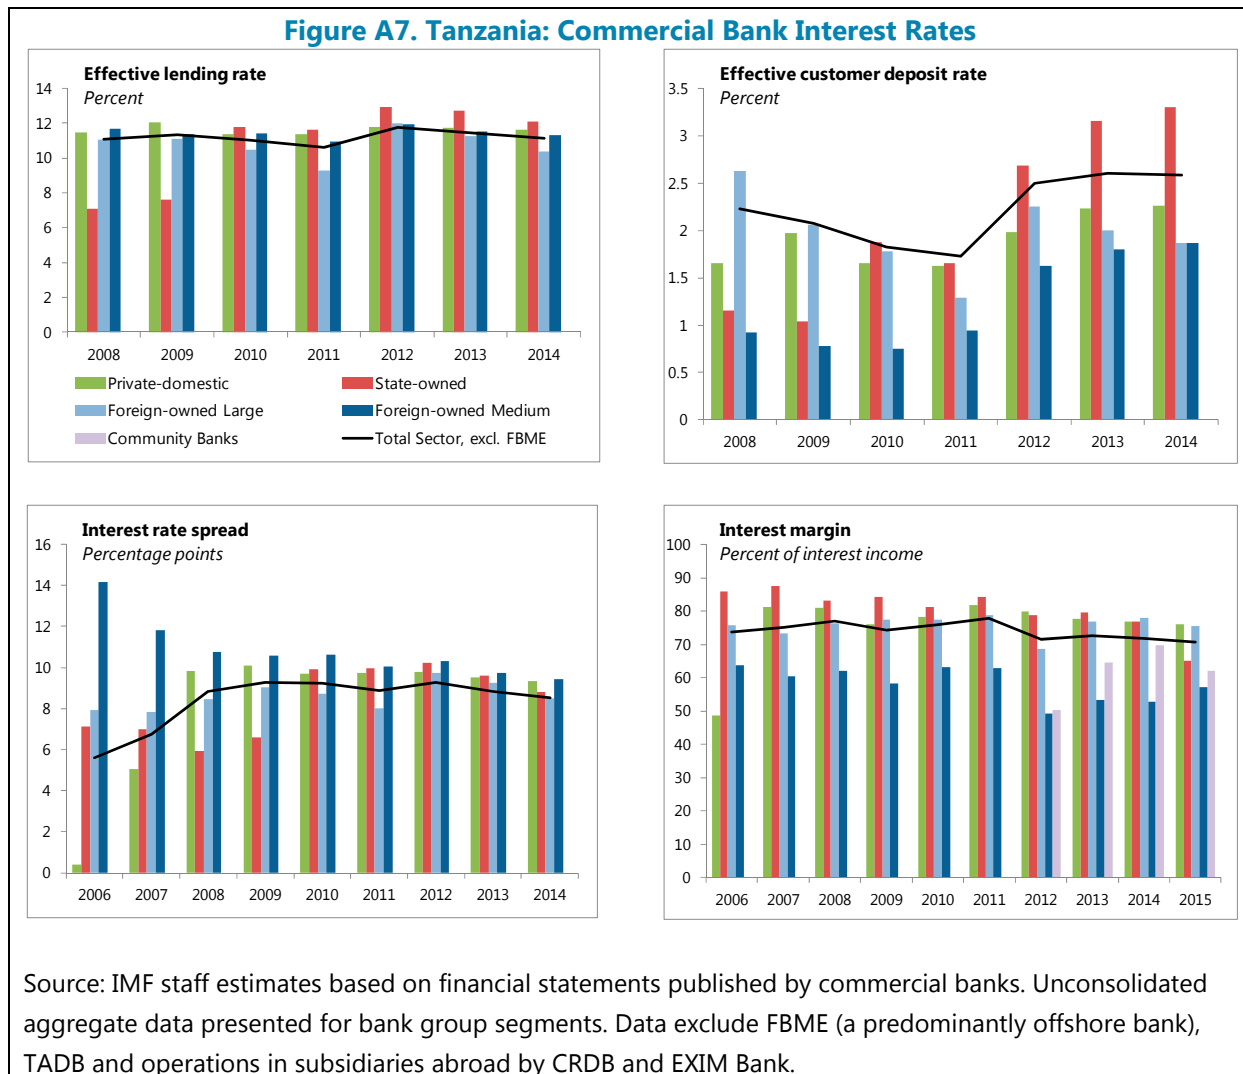 Figure A7. Tanzania: Commercial Bank Interest Rates
Effective lending rate
Percent
14
12
10
8
6
4
2
0
2008 2009 2010 2011 2012 2013 2014
Private-domestic State-owned
Foreign-owned Large Foreign-owned Medium
Community Banks Total Sector, excl. FBME
Effective customer deposit rate
Percent
3.5
3
2.5
2
1.5
1
0.5
0
2008 2009 2010 2011 2012 2013 2014
Interest rate spread
Percentage points
16
14
12
10
8
6
4
2
0
2006 2007 2008 2009 2010 2011 2012 2013 2014
Interest margin
Percent of interest income
100
90
80
70
60
50
40
30
20
10
0
2006 2007 2008 2009 2010 2011 2012 2013 2014 2015
Source: IMF staff estimates based on financial statements published by commercial banks. Unconsolidated
aggregate data presented for bank group segments. Data exclude FBME (a predominantly offshore bank),
TADB and operations in subsidiaries abroad by CRDB and EXIM Bank.